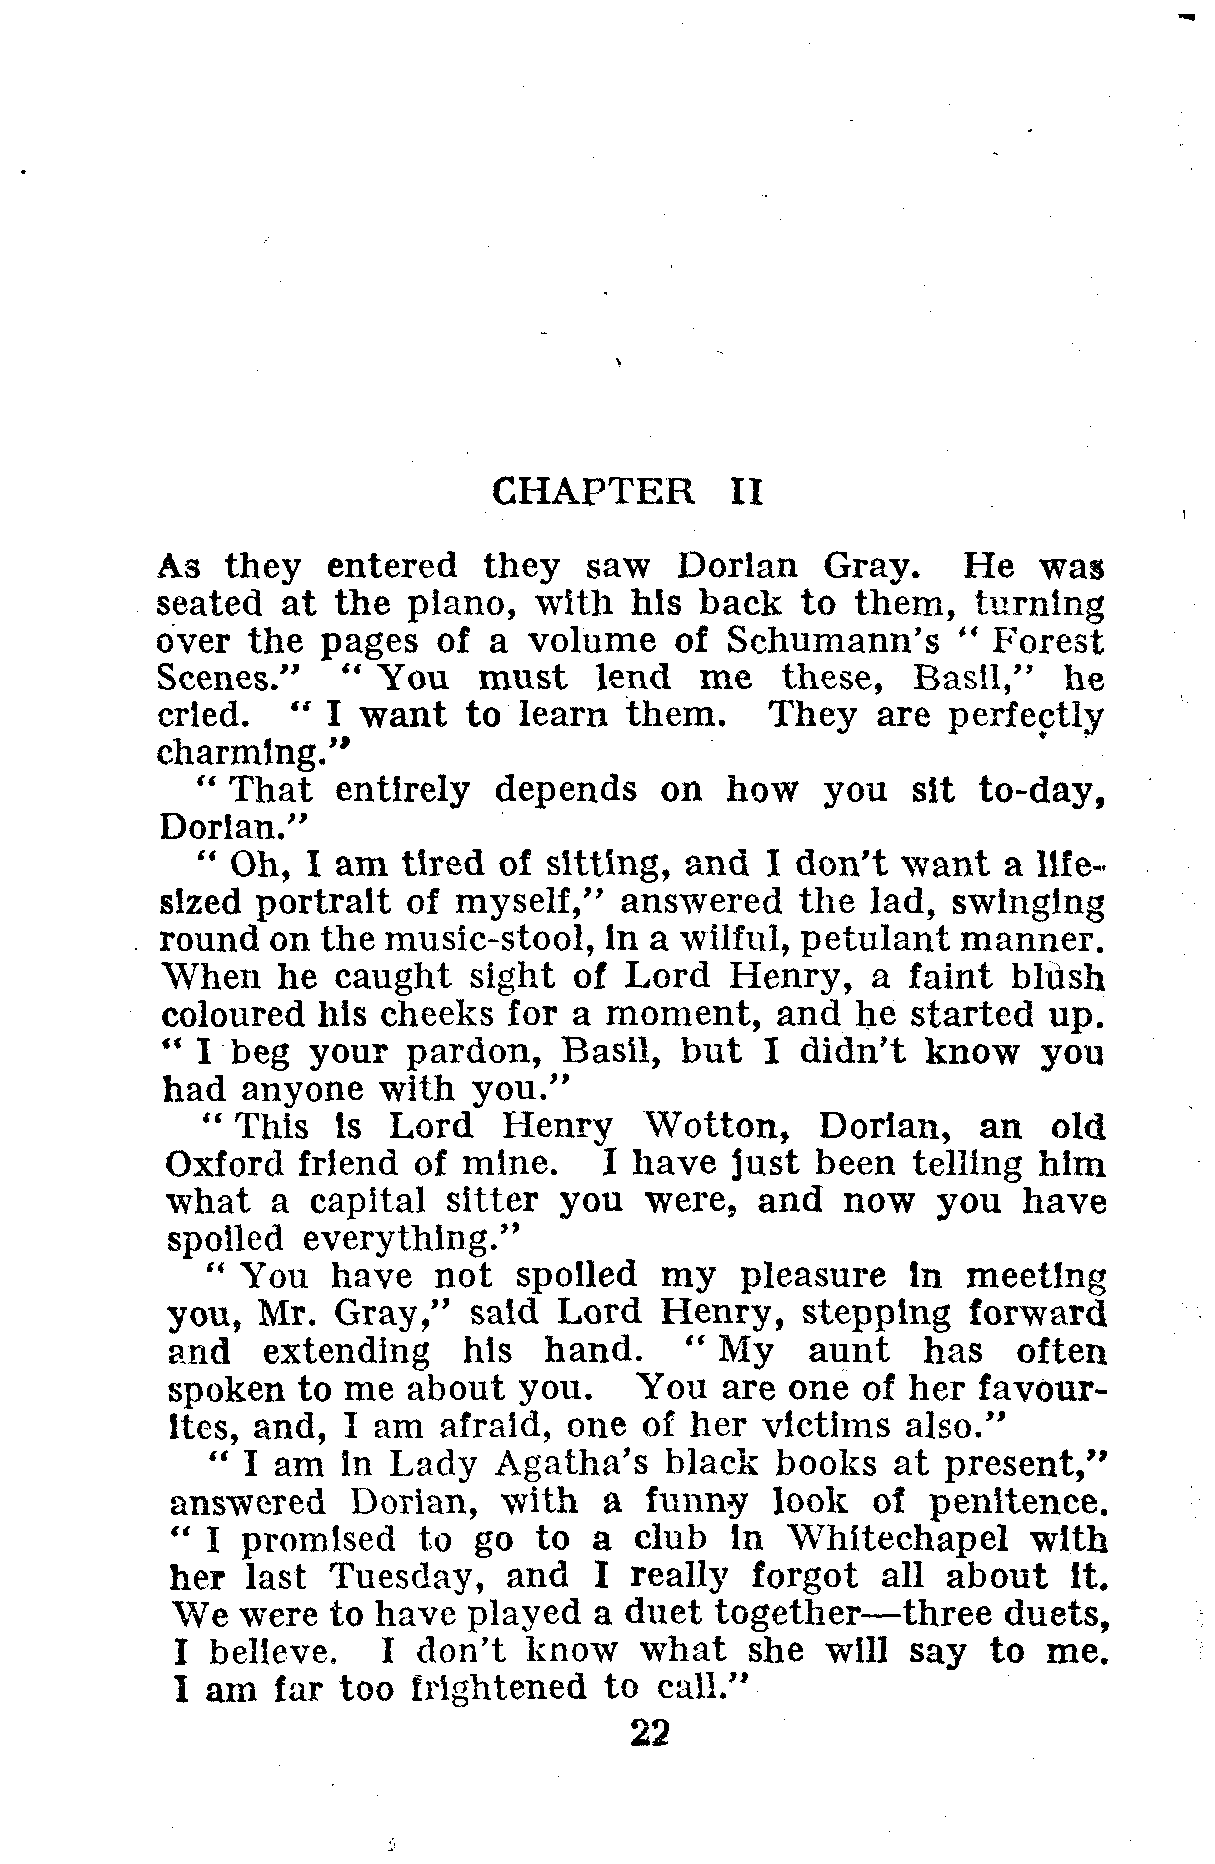 CHAPTER II
As they entered they saw Dorian Gray. He was
seated at the piano, with his back to them, turning
over the pages of a volume of Schumann's " Forest
Scenes." " You must lend me these, Basil," he
cried. " I want to learn them. They are perfectly
charming."
" That entirely depends on how you sit to-day,
Dorian."
" Oh, I am tired of sitting, and I don't want a life-
sized portrait of myself," answered the lad, swinging
round on the music-stool, in a wilful, petulant manner.
When he caught sight of Lord Henry, a faint blush
coloured his cheeks for a moment, and he started up.
" I beg your pardon, Basil, but I didn't know you
had anyone with you."
" This is Lord Henry Wotton, Dorian, an old
Oxford friend of mine. I have just been telling him
what a capital sitter you were, and now you have
spoiled everything."
" You have not spoiled my pleasure in meeting
you, Mr. Gray," said Lord Henry, stepping forward
and extending his hand. " My aunt has often
spoken to me about you. You are one of her favour-
ites, and, I am afraid, one of her victims also."
" I am in Lady Agatha's black books at present,"
answered Dorian, with a funny look of penitence.
" I promised to go to a club in Whitechapel with
her last Tuesday, and I really forgot all about it.
We were to have played a duet together—three duets,
I believe. I don't know what she will say to me.
I am far too frightened to call."
22